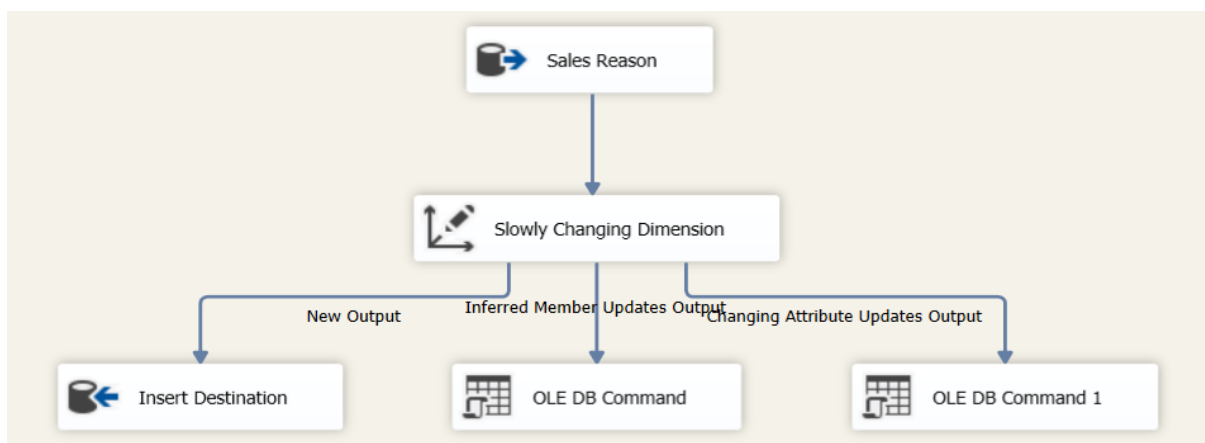 Sales Reason
Slowly Changing Dimension
New Output
Inferred Member Updates Output
Changing Attribute Updates Output
Insert Destination
OLE DB Command
OLE DB Command 1